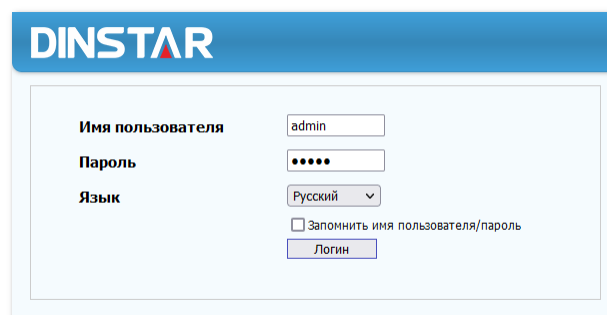 DINSTAR
Имя пользователя admin
Пароль •••••
Язык Русский
Запомнить имя пользователя/пароль
Логин